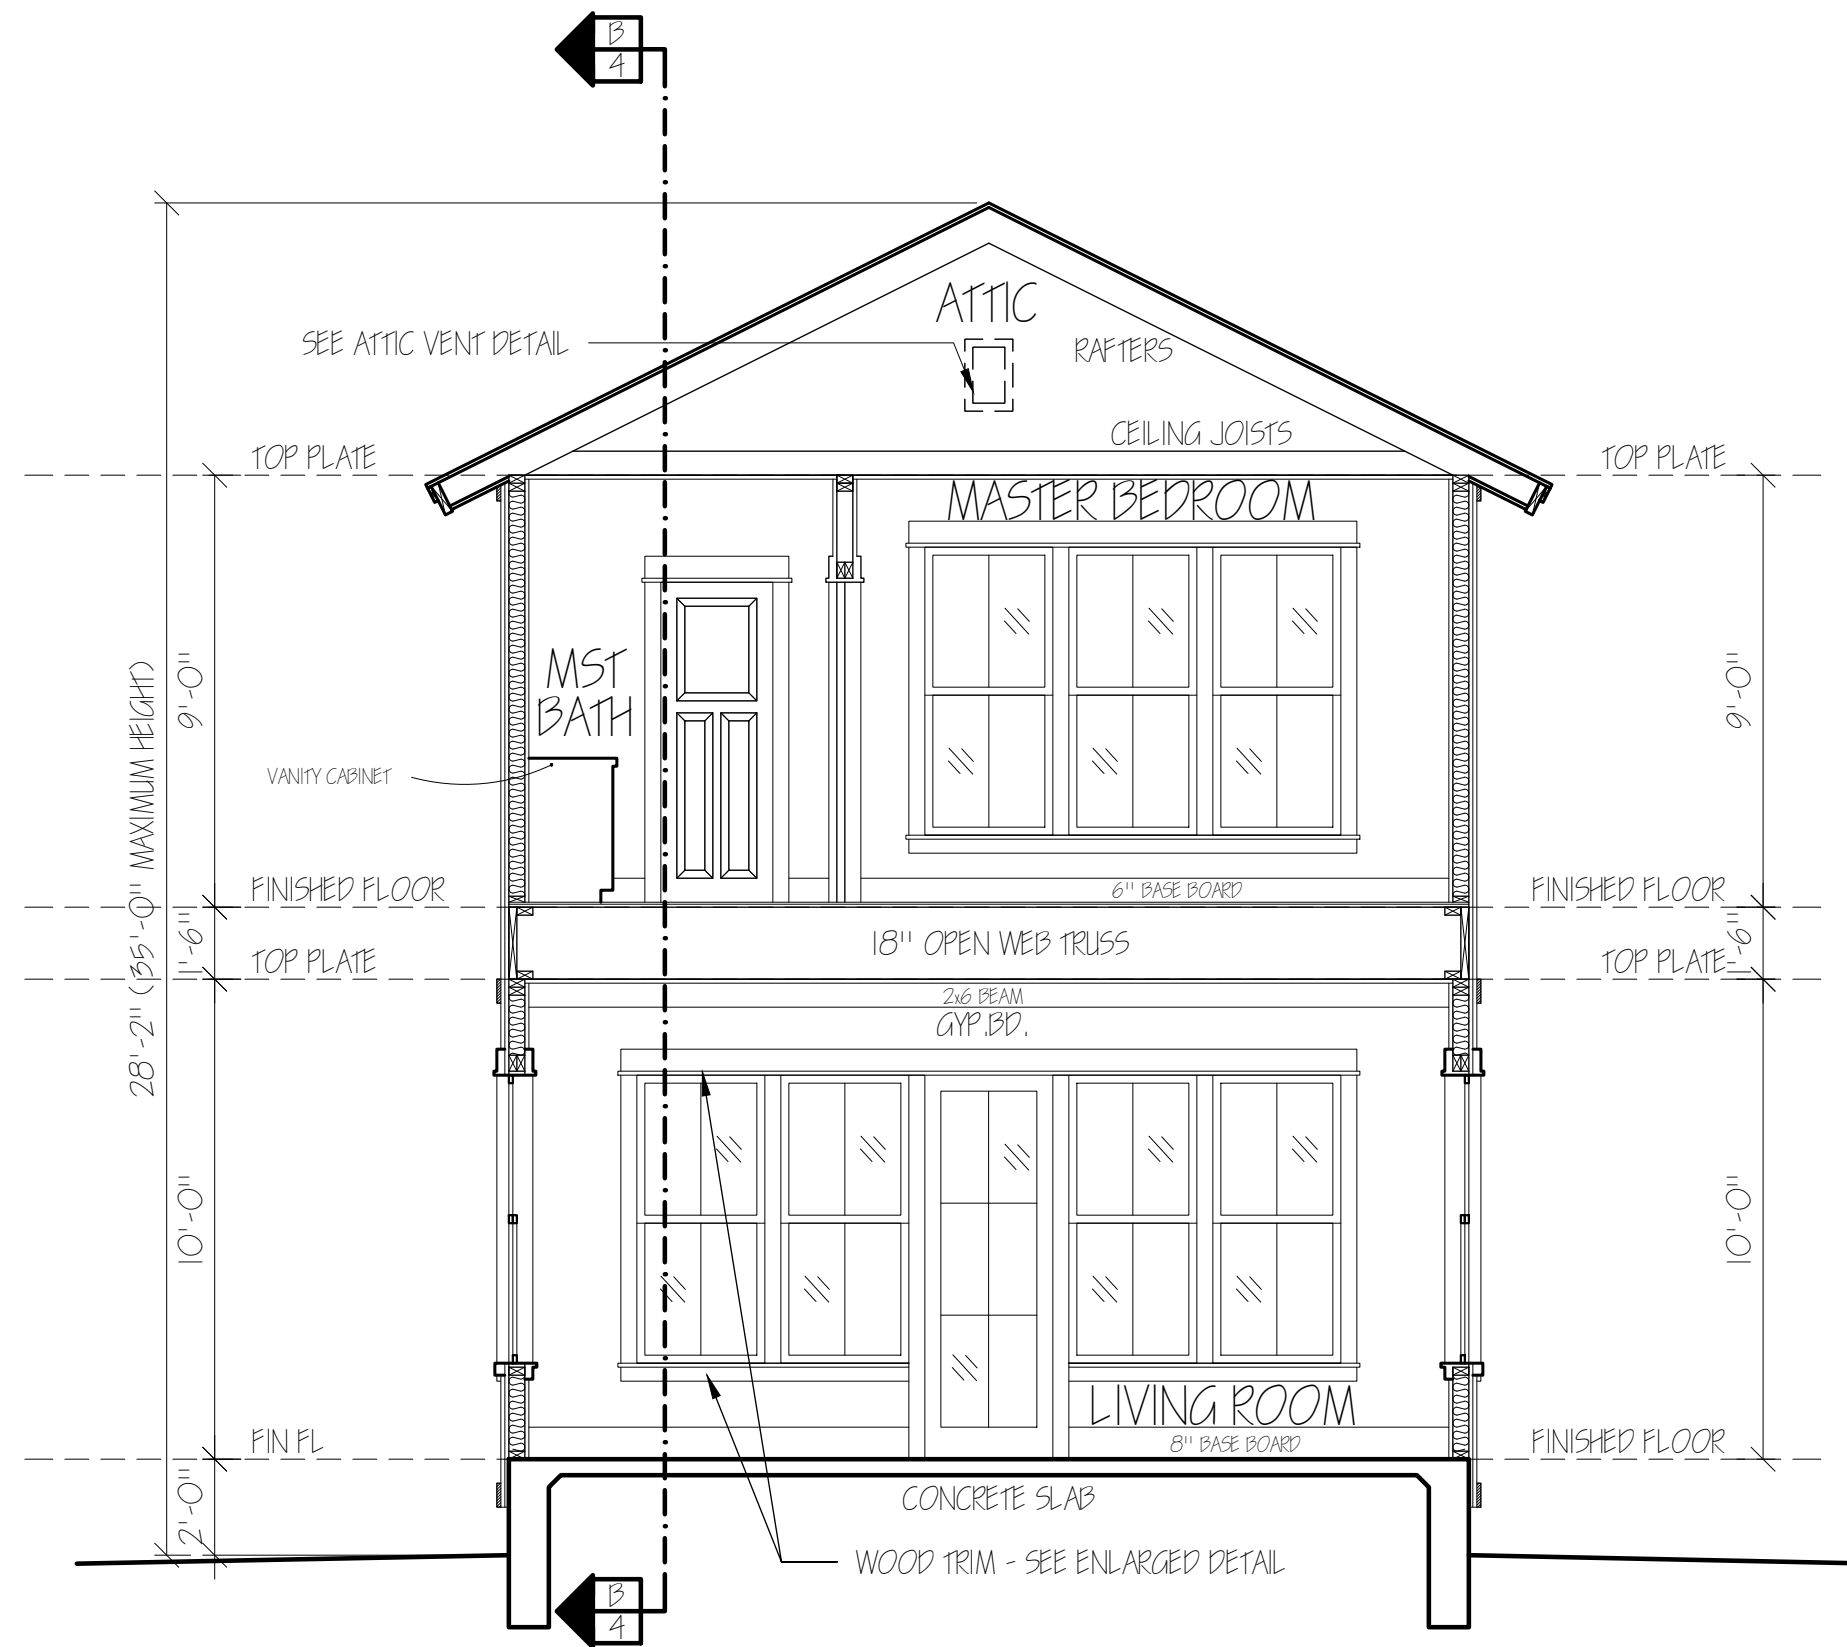 B
4
ATTIC
SEE ATTIC VENT DETAIL
RAFTERS
CEILING JOISTS
TOP PLATE
TOP PLATE
MASTER BEDROOM
MST
BATH
9'-0"
9'-0"
VANITY CABINET
28'-2" (35'-0" MAXIMUM HEIGHT)
FINISHED FLOOR
6" BASE BOARD
FINISHED FLOOR
1'-6"
18" OPEN WEB TRUSS
1'-6"
TOP PLATE
TOP PLATE
2x6 BEAM
GYP.BD.
10'-0"
10'-0"
LIVING ROOM
8" BASE BOARD
FIN FL
FINISHED FLOOR
2'-0"
CONCRETE SLAB
WOOD TRIM - SEE ENLARGED DETAIL
B
4